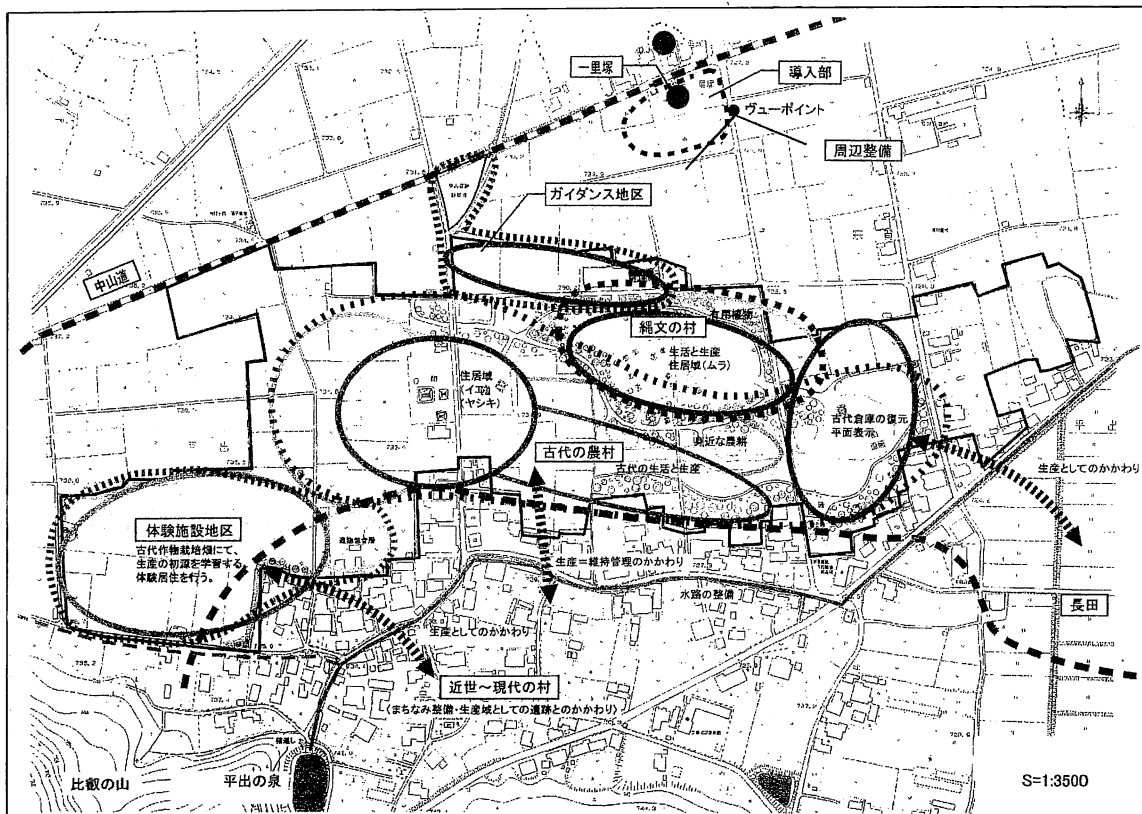 一里塚
導入部
ヴューポイント
周辺整備
ガイダンス地区
中山道
縄文の村
生活と生産
住居域(ムラ)
有用植物
住居域
(イエ)
(ヤシキ)
身近な農耕
古代倉庫の復元
平面表示
古代の農村
古代の生活と生産
生産としてのかかわり
体験施設地区
古代作物栽培畑にて、
生産の初源を学習する
体験居住を行う。
生産=維持管理のかかわり
水路の整備
長田
生産としてのかかわり
近世~現代の村
(まちなみ整備・生産域としての遺跡とのかかわり)
比叡の山
平出の泉
S=1:3500